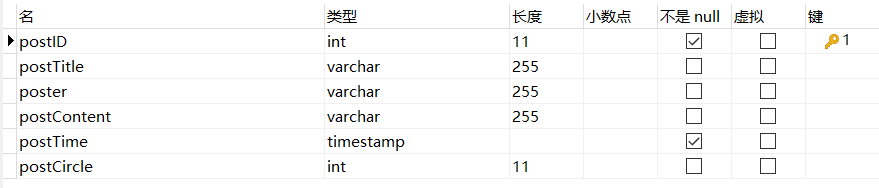 名 类型 长度 小数点 不是 null 虚拟 键
postID int 11 1
postTitle varchar 255
poster varchar 255
postContent varchar 255
postTime timestamp
postCircle int 11